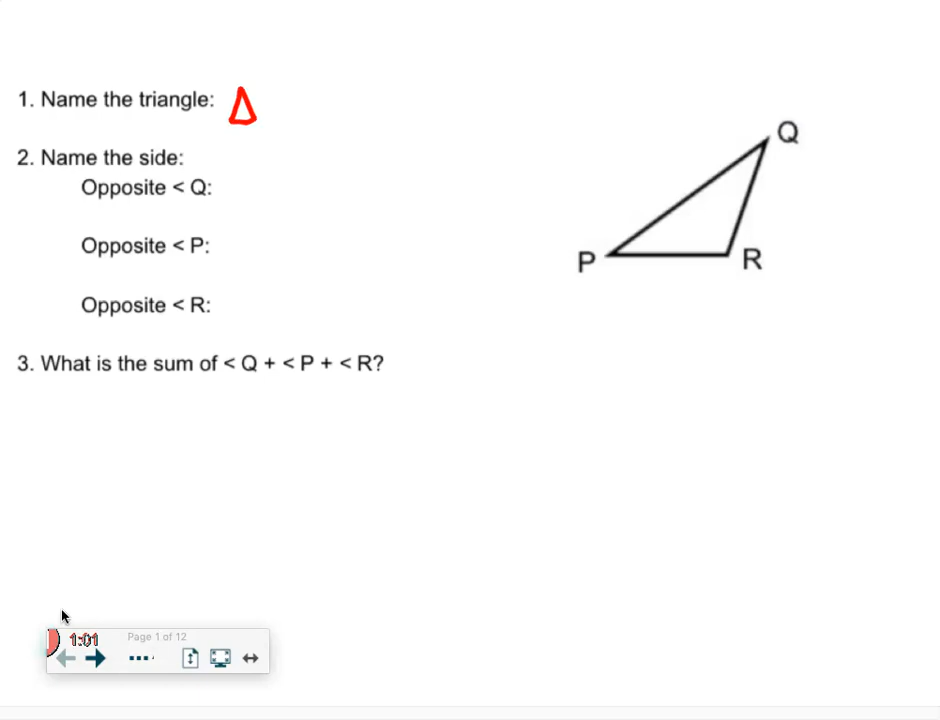 1. Name the triangle: Δ
Q
2. Name the side:
Opposite < Q:
Opposite < P:
P
R
Opposite < R:
3. What is the sum of < Q + < P + < R?
1:01
Page 1 of 12